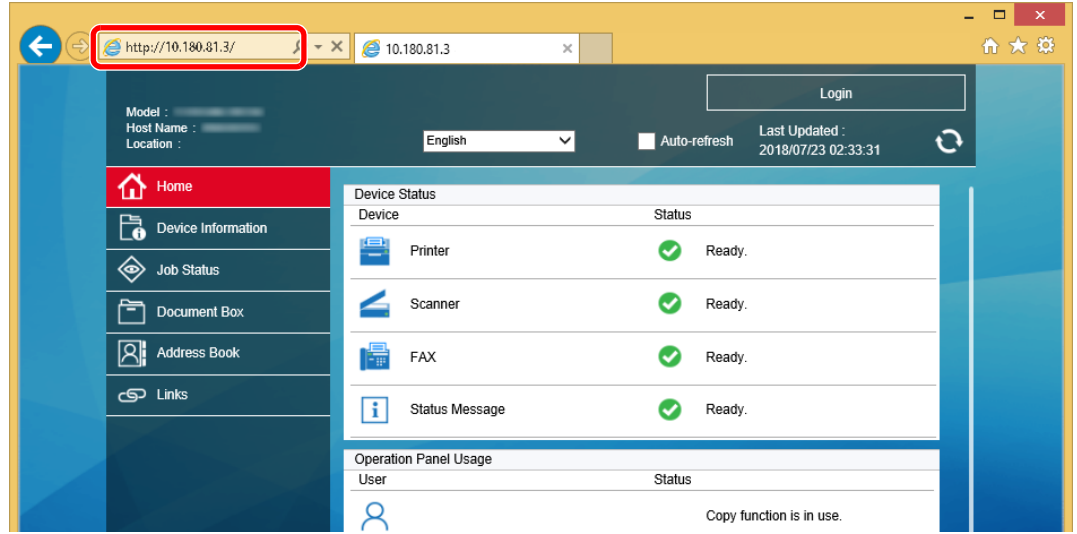 http://10.180.81.3/
10.180.81.3
Login
Model :
Host Name :
Location :
English
Auto-refresh
Last Updated :
2018/07/23 02:33:31
Home
Device Information
Job Status
Document Box
Address Book
Links
Device Status
Device Status
Printer Ready.
Scanner Ready.
FAX Ready.
Status Message Ready.
Operation Panel Usage
User Status
Copy function is in use.